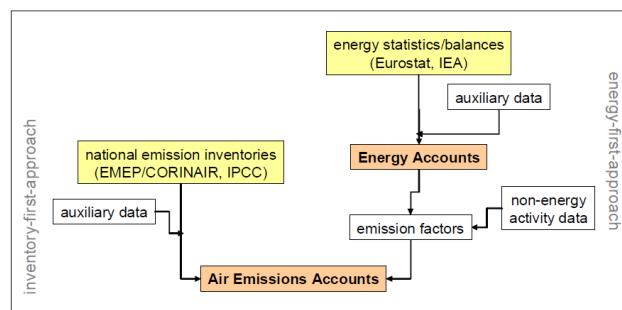 inventory-first-approach
energy-first-approach
energy statistics/balances
(Eurostat, IEA)
auxiliary data
national emission inventories
(EMEP/CORINAIR, IPCC)
Energy Accounts
auxiliary data
emission factors
non-energy
activity data
Air Emissions Accounts